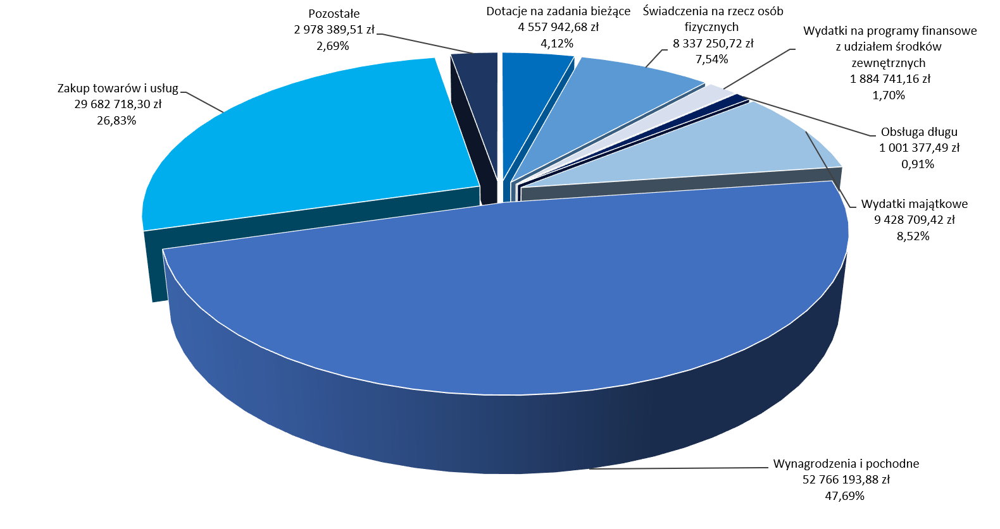 Pozostałe
2 978 389,51 zł
2,69%
Dotacje na zadania bieżące
4 557 942,68 zł
4,12%
Świadczenia na rzecz osób
fizycznych
8 337 250,72 zł
7,54%
Wydatki na programy finansowe
z udziałem środków
zewnętrznych
1 884 741,16 zł
1,70%
Zakup towarów i usług
29 682 718,30 zł
26,83%
Obsługa długu
1 001 377,49 zł
0,91%
Wydatki majątkowe
9 428 709,42 zł
8,52%
Wynagrodzenia i pochodne
52 766 193,88 zł
47,69%